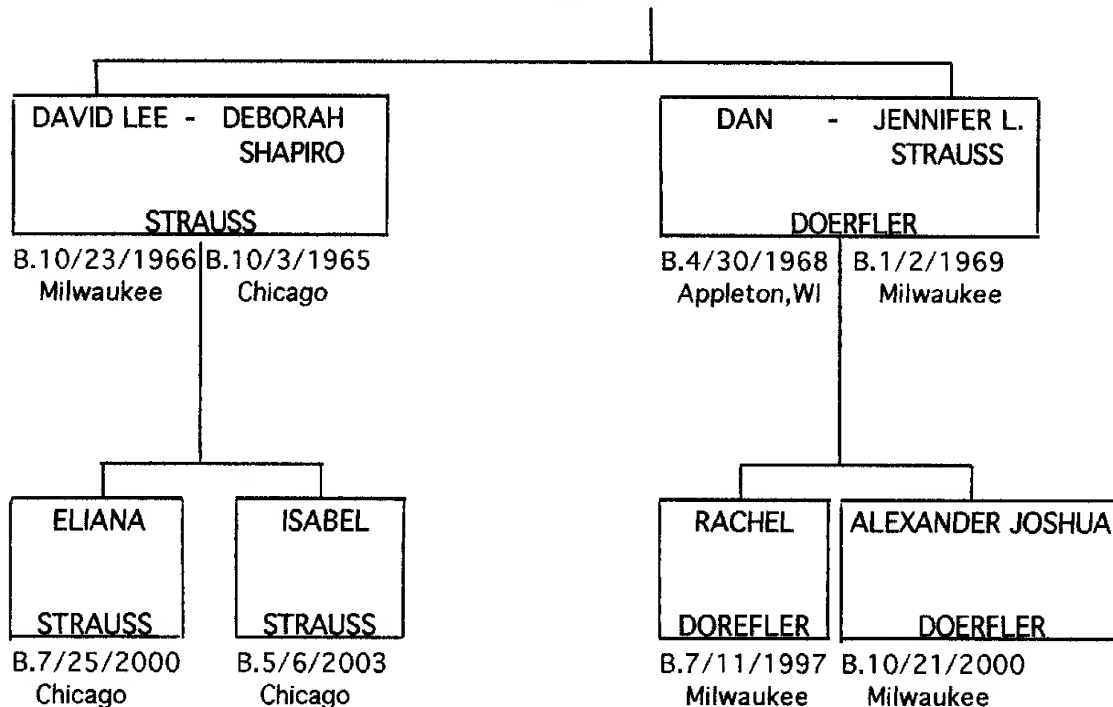 DAVID LEE - DEBORAH
SHAPIRO
STRAUSS
B.10/23/1966 B.10/3/1965
Milwaukee Chicago
DAN - JENNIFER L.
STRAUSS
DOERFLER
B.4/30/1968 B.1/2/1969
Appleton,WI Milwaukee
ELIANA
STRAUSS
B.7/25/2000
Chicago
ISABEL
STRAUSS
B.5/6/2003
Chicago
RACHEL
DOREFLER
B.7/11/1997
Milwaukee
ALEXANDER JOSHUA
DOERFLER
B.10/21/2000
Milwaukee